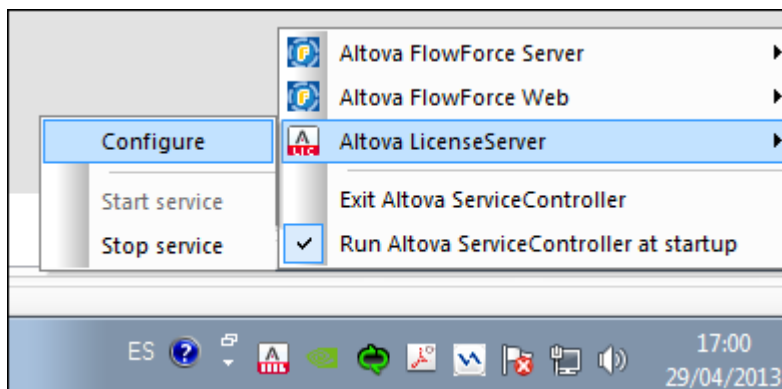 Altova FlowForce Server
Altova FlowForce Web
Configure
Altova LicenseServer
Start service
Exit Altova ServiceController
Stop service
Run Altova ServiceController at startup
ES
17:00
29/04/2013